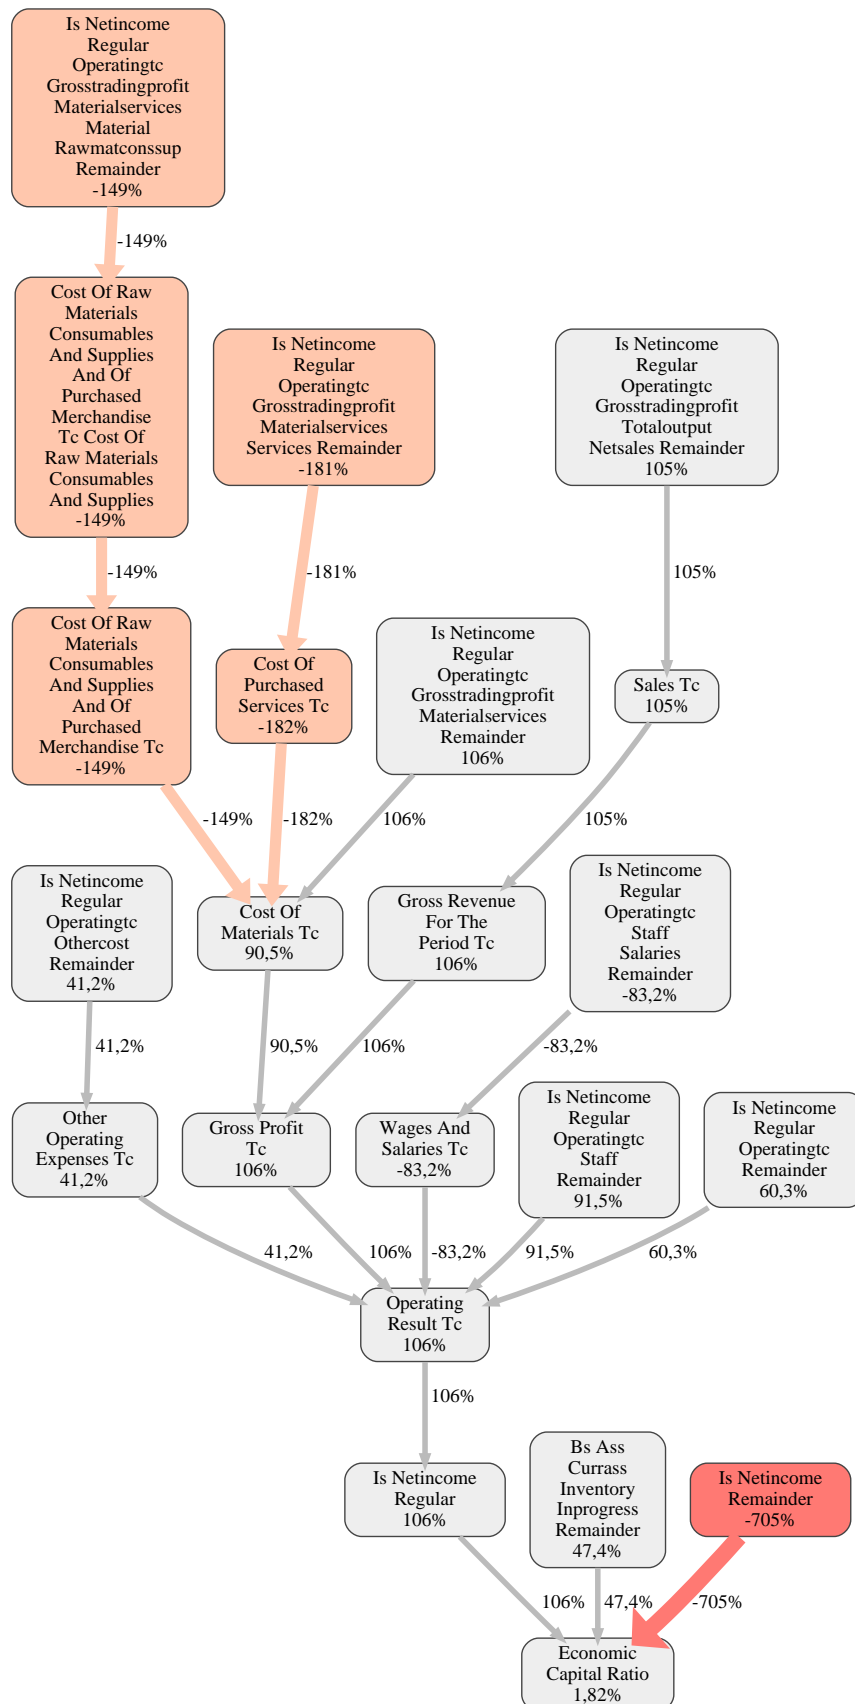 Is Netincome
Regular
Operatingtc
Grosstradingprofit
Materialservices
Material
Rawmatconssup
Remainder
-149%
-149%
Cost Of Raw
Materials
Consumables
And Supplies
And Of
Purchased
Merchandise
Tc Cost Of
Raw Materials
Consumables
And Supplies
-149%
Is Netincome
Regular
Operatingtc
Grosstradingprofit
Materialservices
Services Remainder
-181%
Is Netincome
Regular
Operatingtc
Grosstradingprofit
Totaloutput
Netsales Remainder
105%
-149%
-181%
105%
Cost Of Raw
Materials
Consumables
And Supplies
And Of
Purchased
Merchandise Tc
-149%
Cost Of
Purchased
Services Tc
-182%
Is Netincome
Regular
Operatingtc
Grosstradingprofit
Materialservices
Remainder
106%
Sales Tc
105%
-149%
-182%
106%
105%
Is Netincome
Regular
Operatingtc
Othercost
Remainder
41,2%
Cost Of
Materials Tc
90,5%
Gross Revenue
For The
Period Tc
106%
Is Netincome
Regular
Operatingtc
Staff
Salaries
Remainder
-83,2%
41,2%
90,5%
106%
-83,2%
Other
Operating
Expenses Tc
41,2%
Gross Profit
Tc
106%
Wages And
Salaries Tc
-83,2%
Is Netincome
Regular
Operatingtc
Staff
Remainder
91,5%
Is Netincome
Regular
Operatingtc
Remainder
60,3%
41,2%
106%
-83,2%
91,5%
60,3%
Operating
Result Tc
106%
106%
Is Netincome
Regular
106%
Bs Ass
Currass
Inventory
Inprogress
Remainder
47,4%
Is Netincome
Remainder
-705%
106%
47,4%
-705%
Economic
Capital Ratio
1,82%